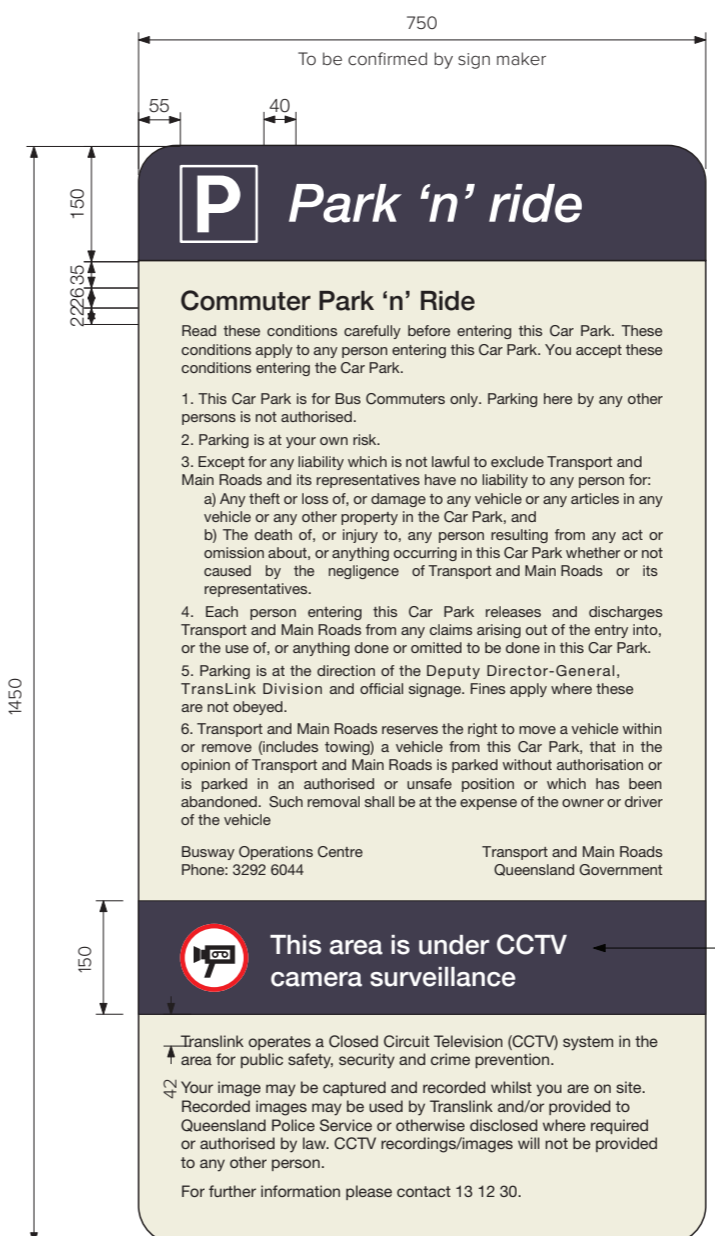 750
To be confirmed by sign maker
55
40
150
P Park ‘n’ ride
35
26
22
Commuter Park ‘n’ Ride
Read these conditions carefully before entering this Car Park. These
conditions apply to any person entering this Car Park. You accept these
conditions entering the Car Park.
1. This Car Park is for Bus Commuters only. Parking here by any other
persons is not authorised.
2. Parking is at your own risk.
3. Except for any liability which is not lawful to exclude Transport and
Main Roads and its representatives have no liability to any person for:
a) Any theft or loss of, or damage to any vehicle or any articles in any
vehicle or any other property in the Car Park, and
b) The death of, or injury to, any person resulting from any act or
omission about, or anything occurring in this Car Park whether or not
caused by the negligence of Transport and Main Roads or its
representatives.
4. Each person entering this Car Park releases and discharges
Transport and Main Roads from any claims arising out of the entry into,
or the use of, or anything done or omitted to be done in this Car Park.
5. Parking is at the direction of the Deputy Director-General,
TransLink Division and official signage. Fines apply where these
are not obeyed.
1450
6. Transport and Main Roads reserves the right to move a vehicle within
or remove (includes towing) a vehicle from this Car Park, that in the
opinion of Transport and Main Roads is parked without authorisation or
is parked in an authorised or unsafe position or which has been
abandoned. Such removal shall be at the expense of the owner or driver
of the vehicle
Busway Operations Centre
Phone: 3292 6044
Transport and Main Roads
Queensland Government
150
This area is under CCTV
camera surveillance
Translink operates a Closed Circuit Television (CCTV) system in the
area for public safety, security and crime prevention.
42
Your image may be captured and recorded whilst you are on site.
Recorded images may be used by Translink and/or provided to
Queensland Police Service or otherwise disclosed where required
or authorised by law. CCTV recordings/images will not be provided
to any other person.
For further information please contact 13 12 30.